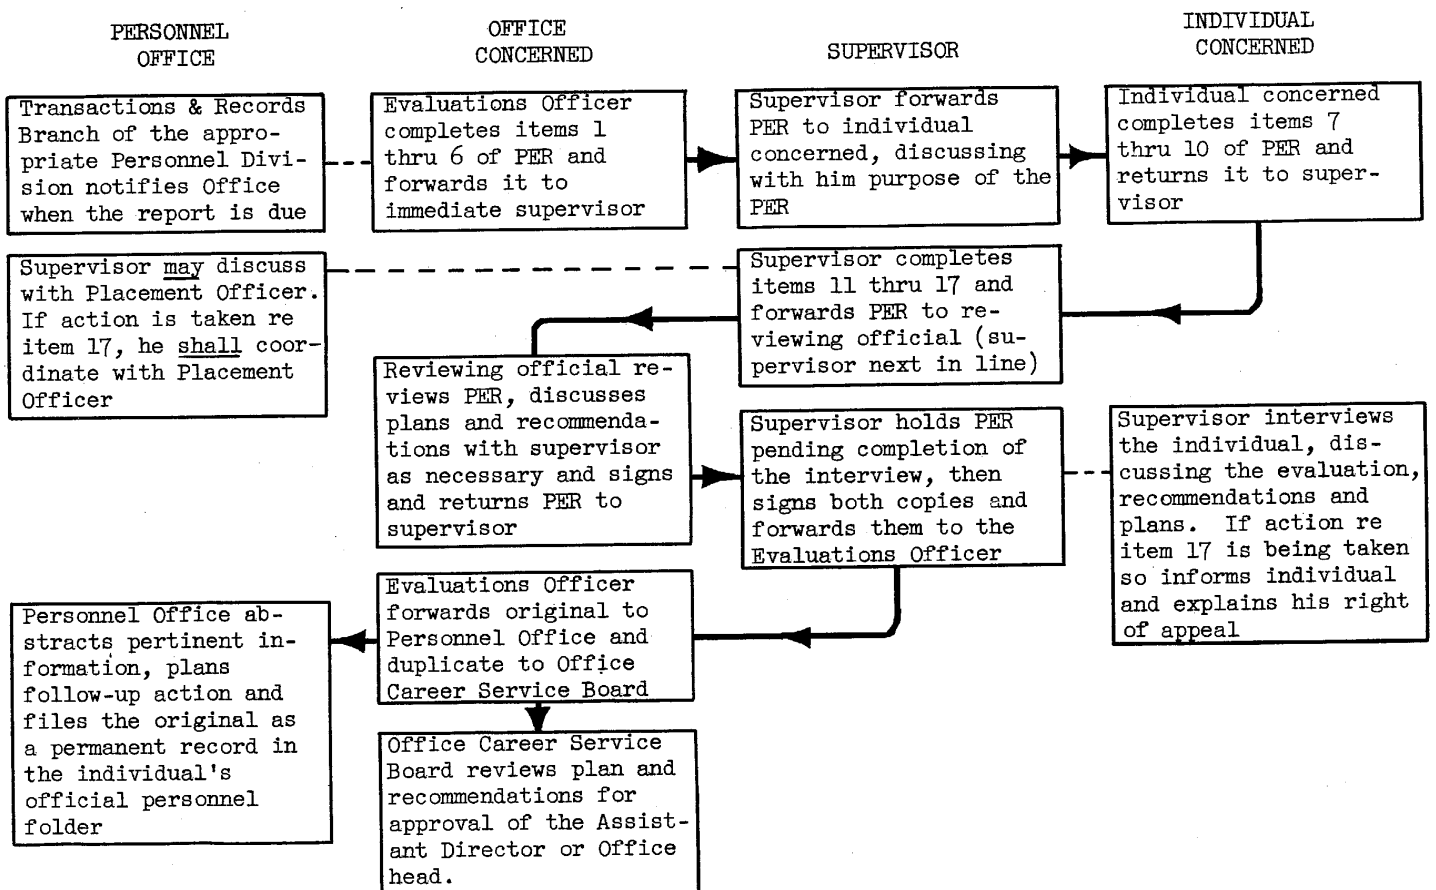 PERSONNEL
OFFICE
OFFICE
CONCERNED
SUPERVISOR
INDIVIDUAL
CONCERNED
Transactions & Records
Branch of the appro-
priate Personnel Divi-
sion notifies Office
when the report is due
Evaluations Officer
completes items 1
thru 6 of PER and
forwards it to
immediate supervisor
Supervisor forwards
PER to individual
concerned, discussing
with him purpose of the
PER
Individual concerned
completes items 7
thru 10 of PER and
returns it to super-
visor
Supervisor may discuss
with Placement Officer.
If action is taken re
item 17, he shall coor-
dinate with Placement
Officer
Supervisor completes
items 11 thru 17 and
forwards PER to re-
viewing official (su-
pervisor next in line)
Reviewing official re-
views PER, discusses
plans and recommenda-
tions with supervisor
as necessary and signs
and returns PER to
supervisor
Supervisor holds PER
pending completion of
the interview, then
signs both copies and
forwards them to the
Evaluations Officer
Supervisor interviews
the individual, dis-
cussing the evaluation,
recommendations and
plans. If action re
item 17 is being taken
so informs individual
and explains his right
of appeal
Evaluations Officer
forwards original to
Personnel Office and
duplicate to Office
Career Service Board
Personnel Office ab-
stracts pertinent in-
formation, plans
follow-up action and
files the original as
a permanent record in
the individual's
official personnel
folder
Office Career Service
Board reviews plan and
recommendations for
approval of the Assist-
ant Director or Office
head.